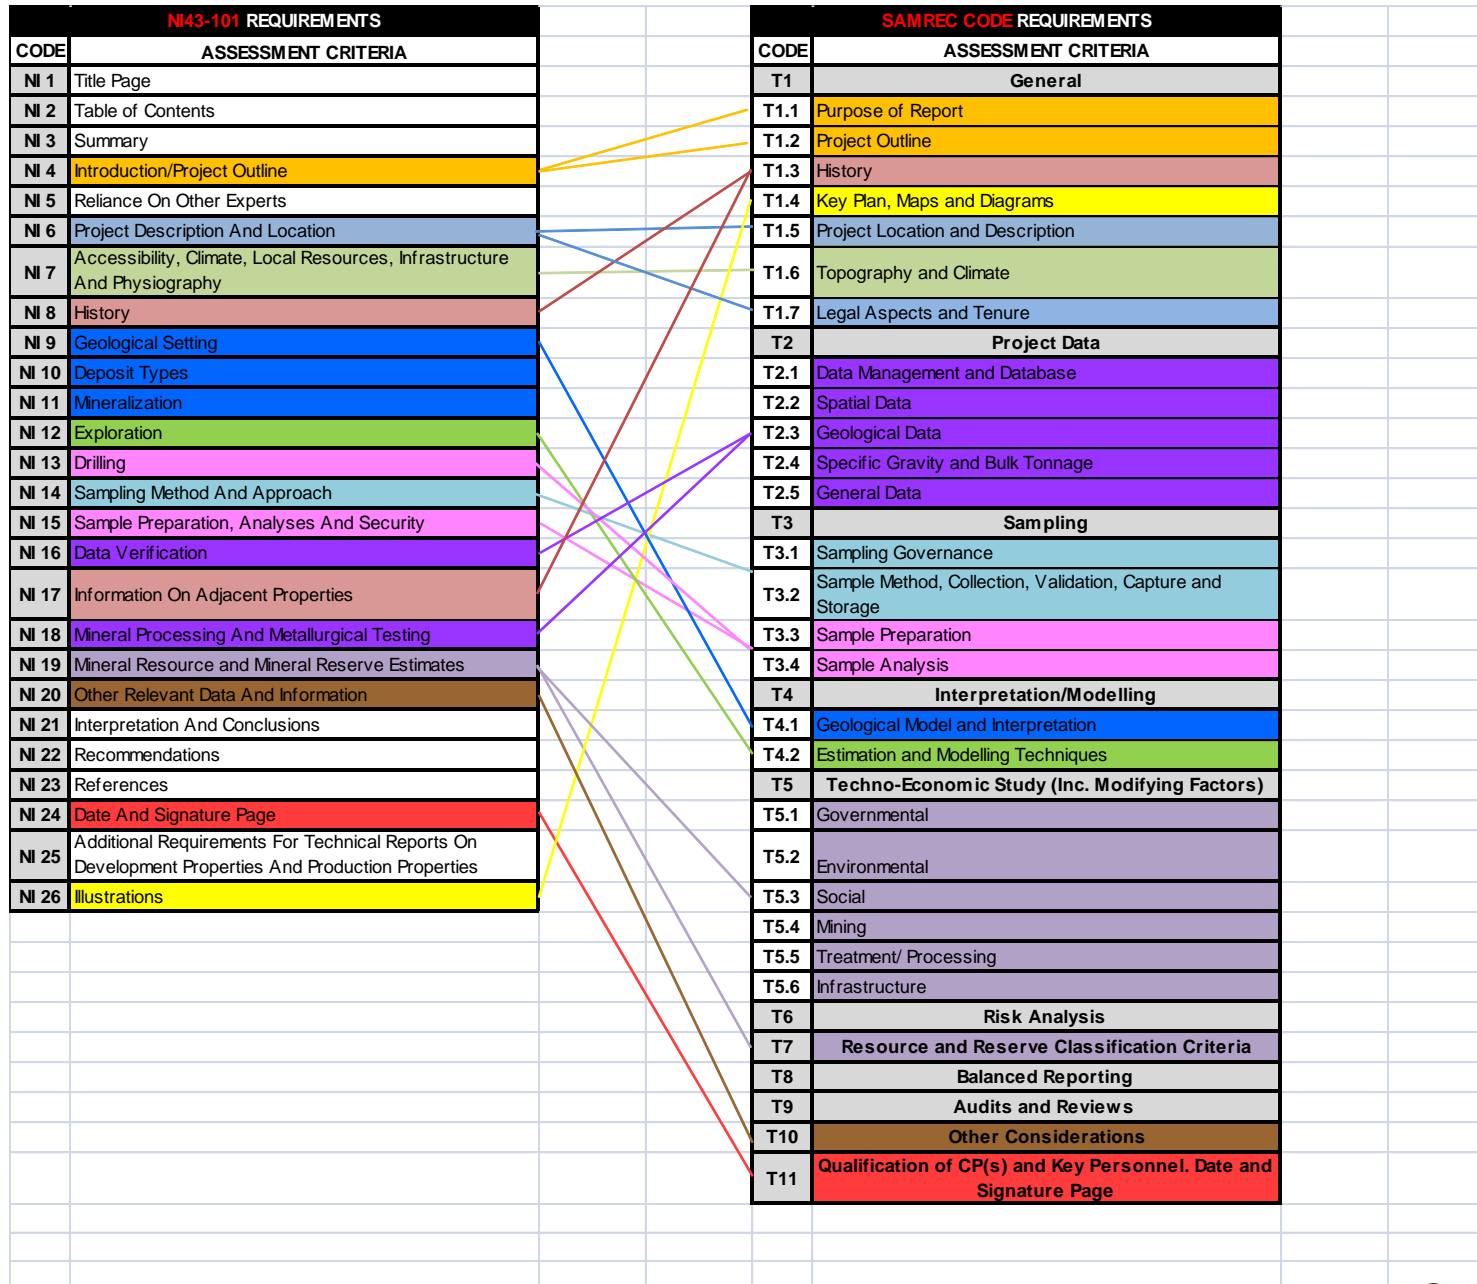 NI43-101 REQUIREMENTS
CODE ASSESSMENT CRITERIA
NI 1 Title Page
NI 2 Table of Contents
NI 3 Summary
NI 4 Introduction/Project Outline
NI 5 Reliance On Other Experts
NI 6 Project Description And Location
NI 7 Accessibility, Climate, Local Resources, Infrastructure
And Physiography
NI 8 History
NI 9 Geological Setting
NI 10 Deposit Types
NI 11 Mineralization
NI 12 Exploration
NI 13 Drilling
NI 14 Sampling Method And Approach
NI 15 Sample Preparation, Analyses And Security
NI 16 Data Verification
NI 17 Information On Adjacent Properties
NI 18 Mineral Processing And Metallurgical Testing
NI 19 Mineral Resource and Mineral Reserve Estimates
NI 20 Other Relevant Data And Information
NI 21 Interpretation And Conclusions
NI 22 Recommendations
NI 23 References
NI 24 Date And Signature Page
NI 25 Additional Requirements For Technical Reports On
Development Properties And Production Properties
NI 26 Illustrations
SAMREC CODE REQUIREMENTS
CODE ASSESSMENT CRITERIA
T1 General
T1.1 Purpose of Report
T1.2 Project Outline
T1.3 History
T1.4 Key Plan, Maps and Diagrams
T1.5 Project Location and Description
T1.6 Topography and Climate
T1.7 Legal Aspects and Tenure
T2 Project Data
T2.1 Data Management and Database
T2.2 Spatial Data
T2.3 Geological Data
T2.4 Specific Gravity and Bulk Tonnage
T2.5 General Data
T3 Sampling
T3.1 Sampling Governance
T3.2 Sample Method, Collection, Validation, Capture and
Storage
T3.3 Sample Preparation
T3.4 Sample Analysis
T4 Interpretation/Modelling
T4.1 Geological Model and Interpretation
T4.2 Estimation and Modelling Techniques
T5 Techno-Economic Study (Inc. Modifying Factors)
T5.1 Governmental
T5.2 Environmental
T5.3 Social
T5.4 Mining
T5.5 Treatment/ Processing
T5.6 Infrastructure
T6 Risk Analysis
T7 Resource and Reserve Classification Criteria
T8 Balanced Reporting
T9 Audits and Reviews
T10 Other Considerations
T11 Qualification of CP(s) and Key Personnel. Date and
Signature Page